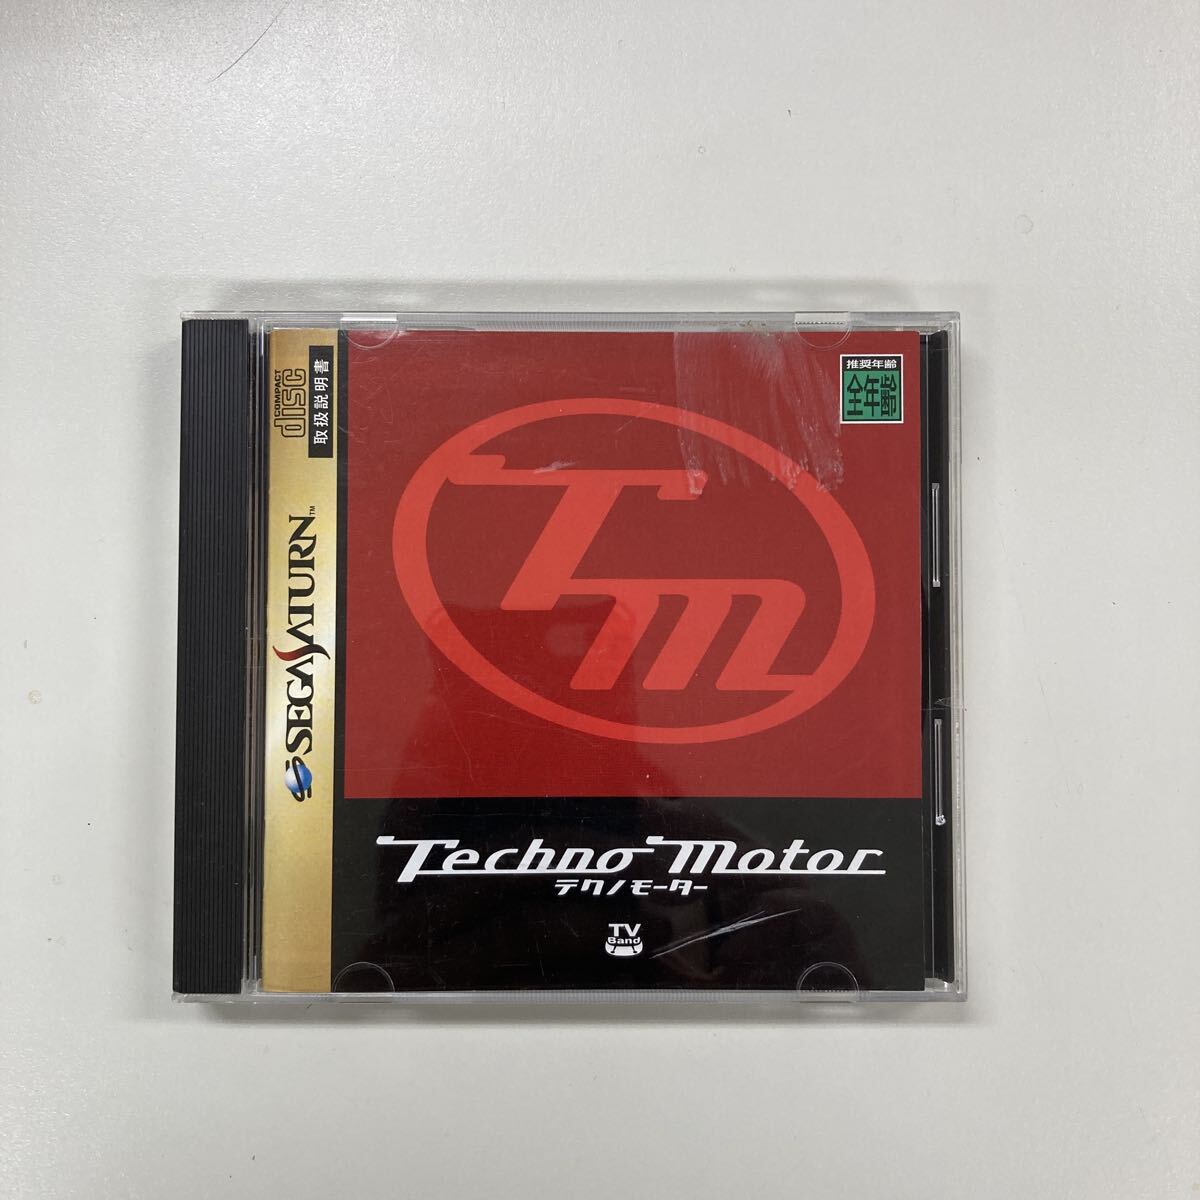 COMPACT
disc
取扱説明書
SEGA SATURN™
推奨年齢
全年齢
Tm
Techno Motor
テクノモーター
TV
Band